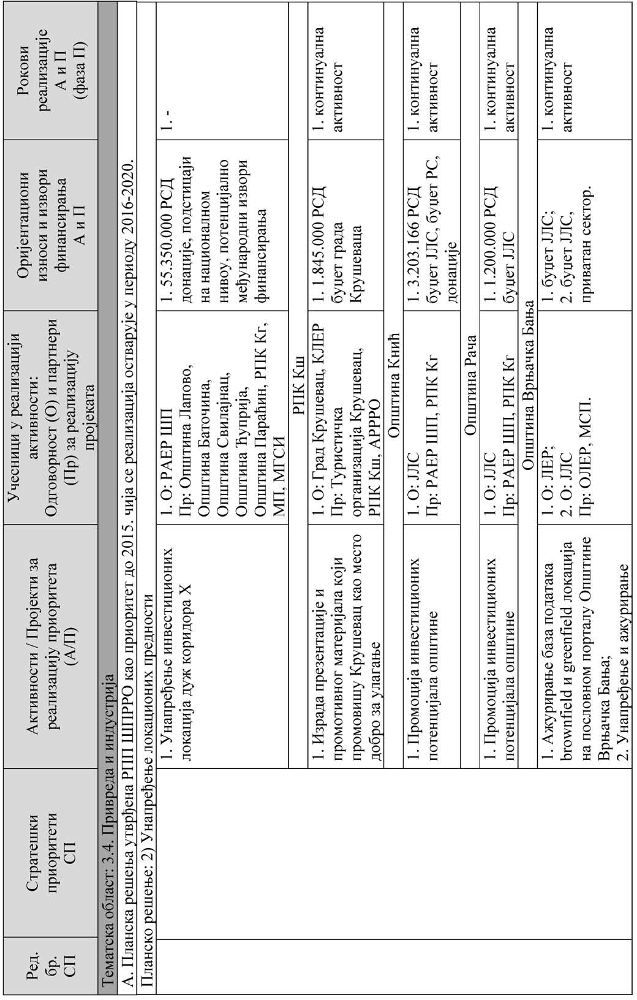 Ред.
бр.
СП
Стратешки
приоритети
СП
Активности / Пројекти за
реализацију приоритета
(А/П)
Учесници у реализацији
активности:
Одговорност (О) и партнери
(Пр) за реализацију
пројеката
Оријентациони
износи и извори
финансирања
А и П
Рокови
реализације
А и П
(фаза П)
Тематска област: 3.4. Привреда и индустрија
А. Планска решења утврђена РПП ШПРРО као приоритет до 2015. чија се реализација остварује у периоду 2016-2020.
Планско решење: 2) Унапређење локационих предности
1. Унапређење инвестиционих
локација дуж коридора X
1. О: РАЕР ШП
Пр: Општина Лапово,
Општина Баточина,
Општина Свилајнац,
Општина Ћуприја,
Општина Параћин, РПК Кг,
МП, МГСИ
1. 55.350.000 РСД
донације, подстицаји
на националном
нивоу, потенцијално
међународни извори
финансирања
1. -
РПК Кш
1. Израда презентације и
промотивног материјала који
промовишу Крушевац као место
добро за улагање
1. О: Град Крушевац, КЛЕР
Пр: Туристичка
организација Крушевац,
РПК Кш, АРРРО
1. 1.845.000 РСД
буџет града
Крушеваца
1. континуална
активност
Општина Кнић
1. Промоција инвестиционих
потенцијала општине
1. О: ЈЛС
Пр: РАЕР ШП, РПК Кг
1. 3.203.166 РСД
буџет ЈЛС, буџет РС,
донације
1. континуална
активност
Општина Рача
1. Промоција инвестиционих
потенцијала општине
1. О: ЈЛС
Пр: РАЕР ШП, РПК Кг
1. 1.200.000 РСД
буџет ЈЛС
1. континуална
активност
Општина Врњачка Бања
1. Ажурирање база података
brownfield и greenfield локација
на пословном порталу Општине
Врњачка Бања;
2. Унапређење и ажурирање
1. О: ЛЕР;
2. О: ЈЛС
Пр: ОЛЕР, МСП.
1. буџет ЈЛС;
2. буџет ЈЛС,
приватан сектор.
1. континуална
активност